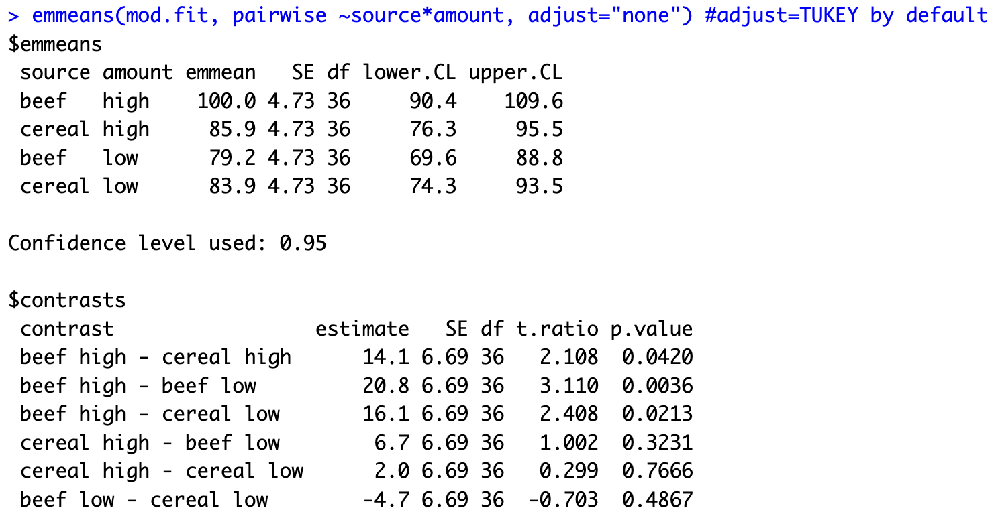 > emmeans(mod.fit, pairwise ~source*amount, adjust="none") #adjust=TUKEY by default
$emmeans
 source amount emmean   SE df lower.CL upper.CL
 beef   high    100.0 4.73 36     90.4    109.6
 cereal high     85.9 4.73 36     76.3     95.5
 beef   low      79.2 4.73 36     69.6     88.8
 cereal low      83.9 4.73 36     74.3     93.5

Confidence level used: 0.95

$contrasts
 contrast                 estimate   SE df t.ratio p.value
 beef high - cereal high      14.1 6.69 36   2.108  0.0420
 beef high - beef low         20.8 6.69 36   3.110  0.0036
 beef high - cereal low       16.1 6.69 36   2.408  0.0213
 cereal high - beef low        6.7 6.69 36   1.002  0.3231
 cereal high - cereal low      2.0 6.69 36   0.299  0.7666
 beef low - cereal low        -4.7 6.69 36  -0.703  0.4867